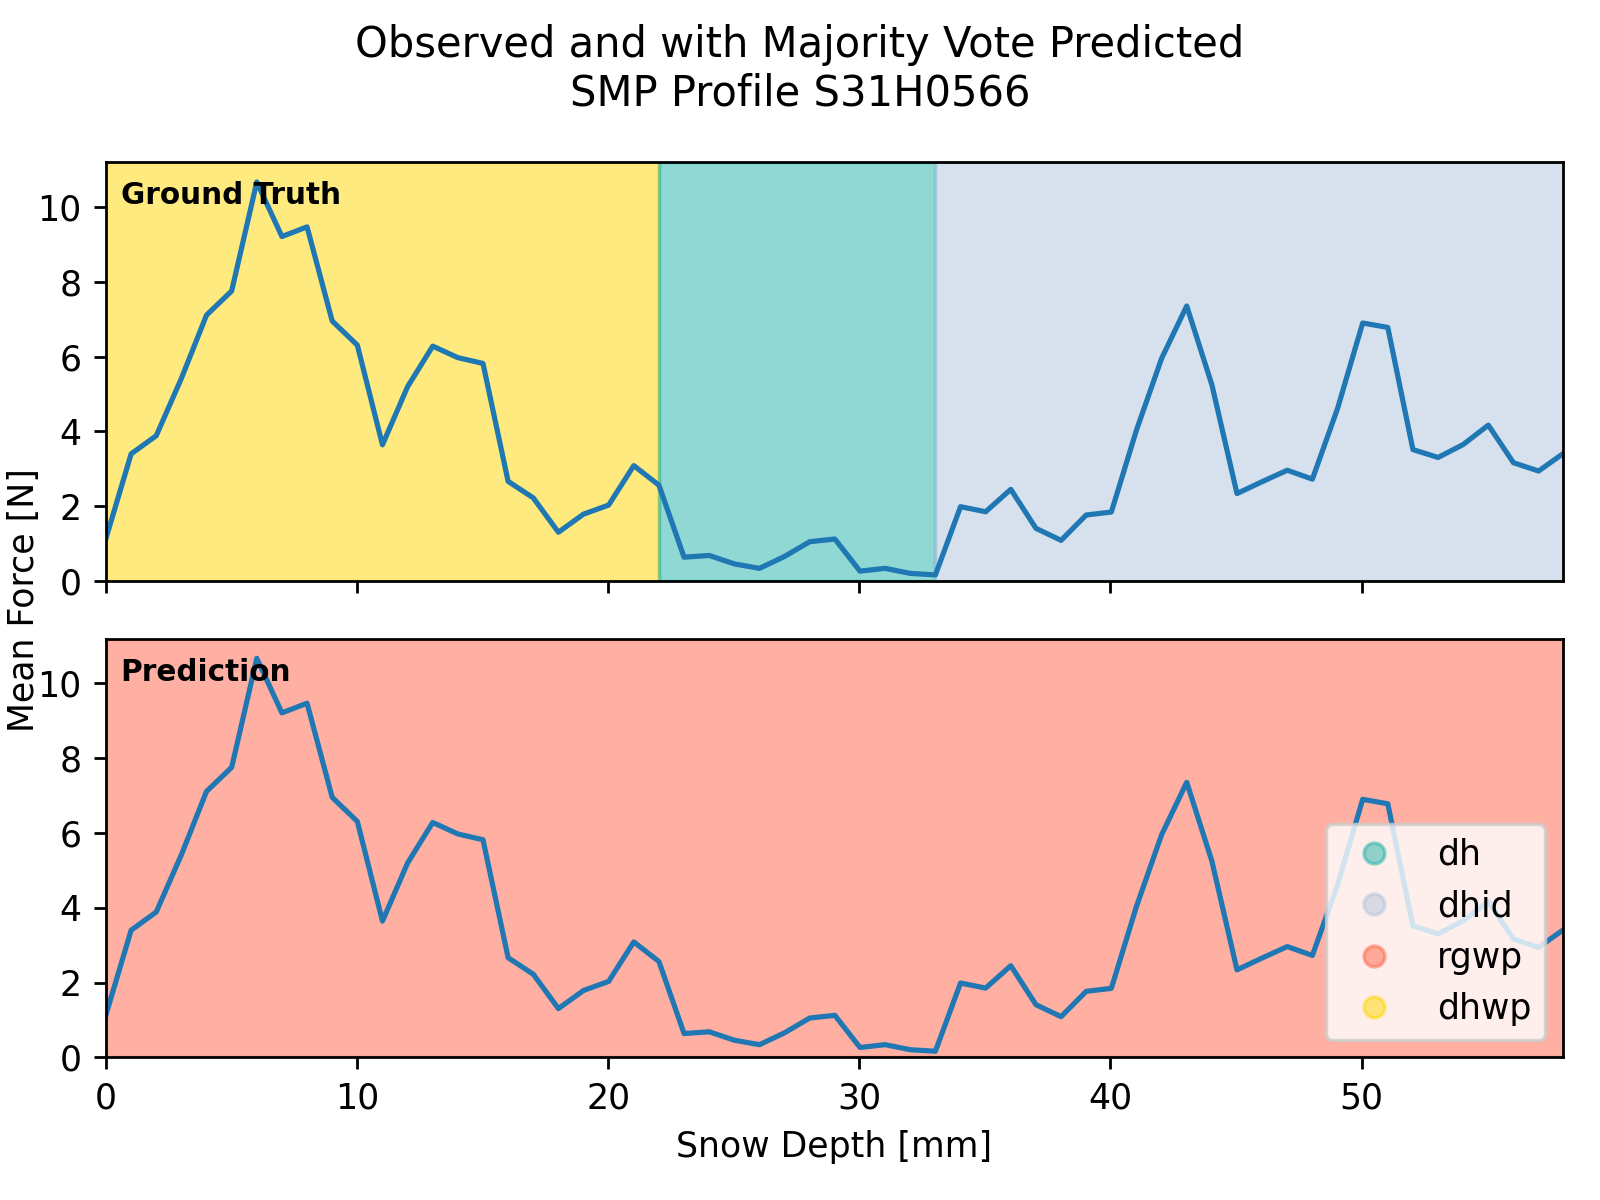 Observed and with Majority Vote Predicted
SMP Profile S31H0566
Ground Truth
10
8
6
4
2
0
Mean Force [N]
Prediction
10
8
6
4
2
0
dh
dhid
rgwp
dhwp
0 10 20 30 40 50
Snow Depth [mm]